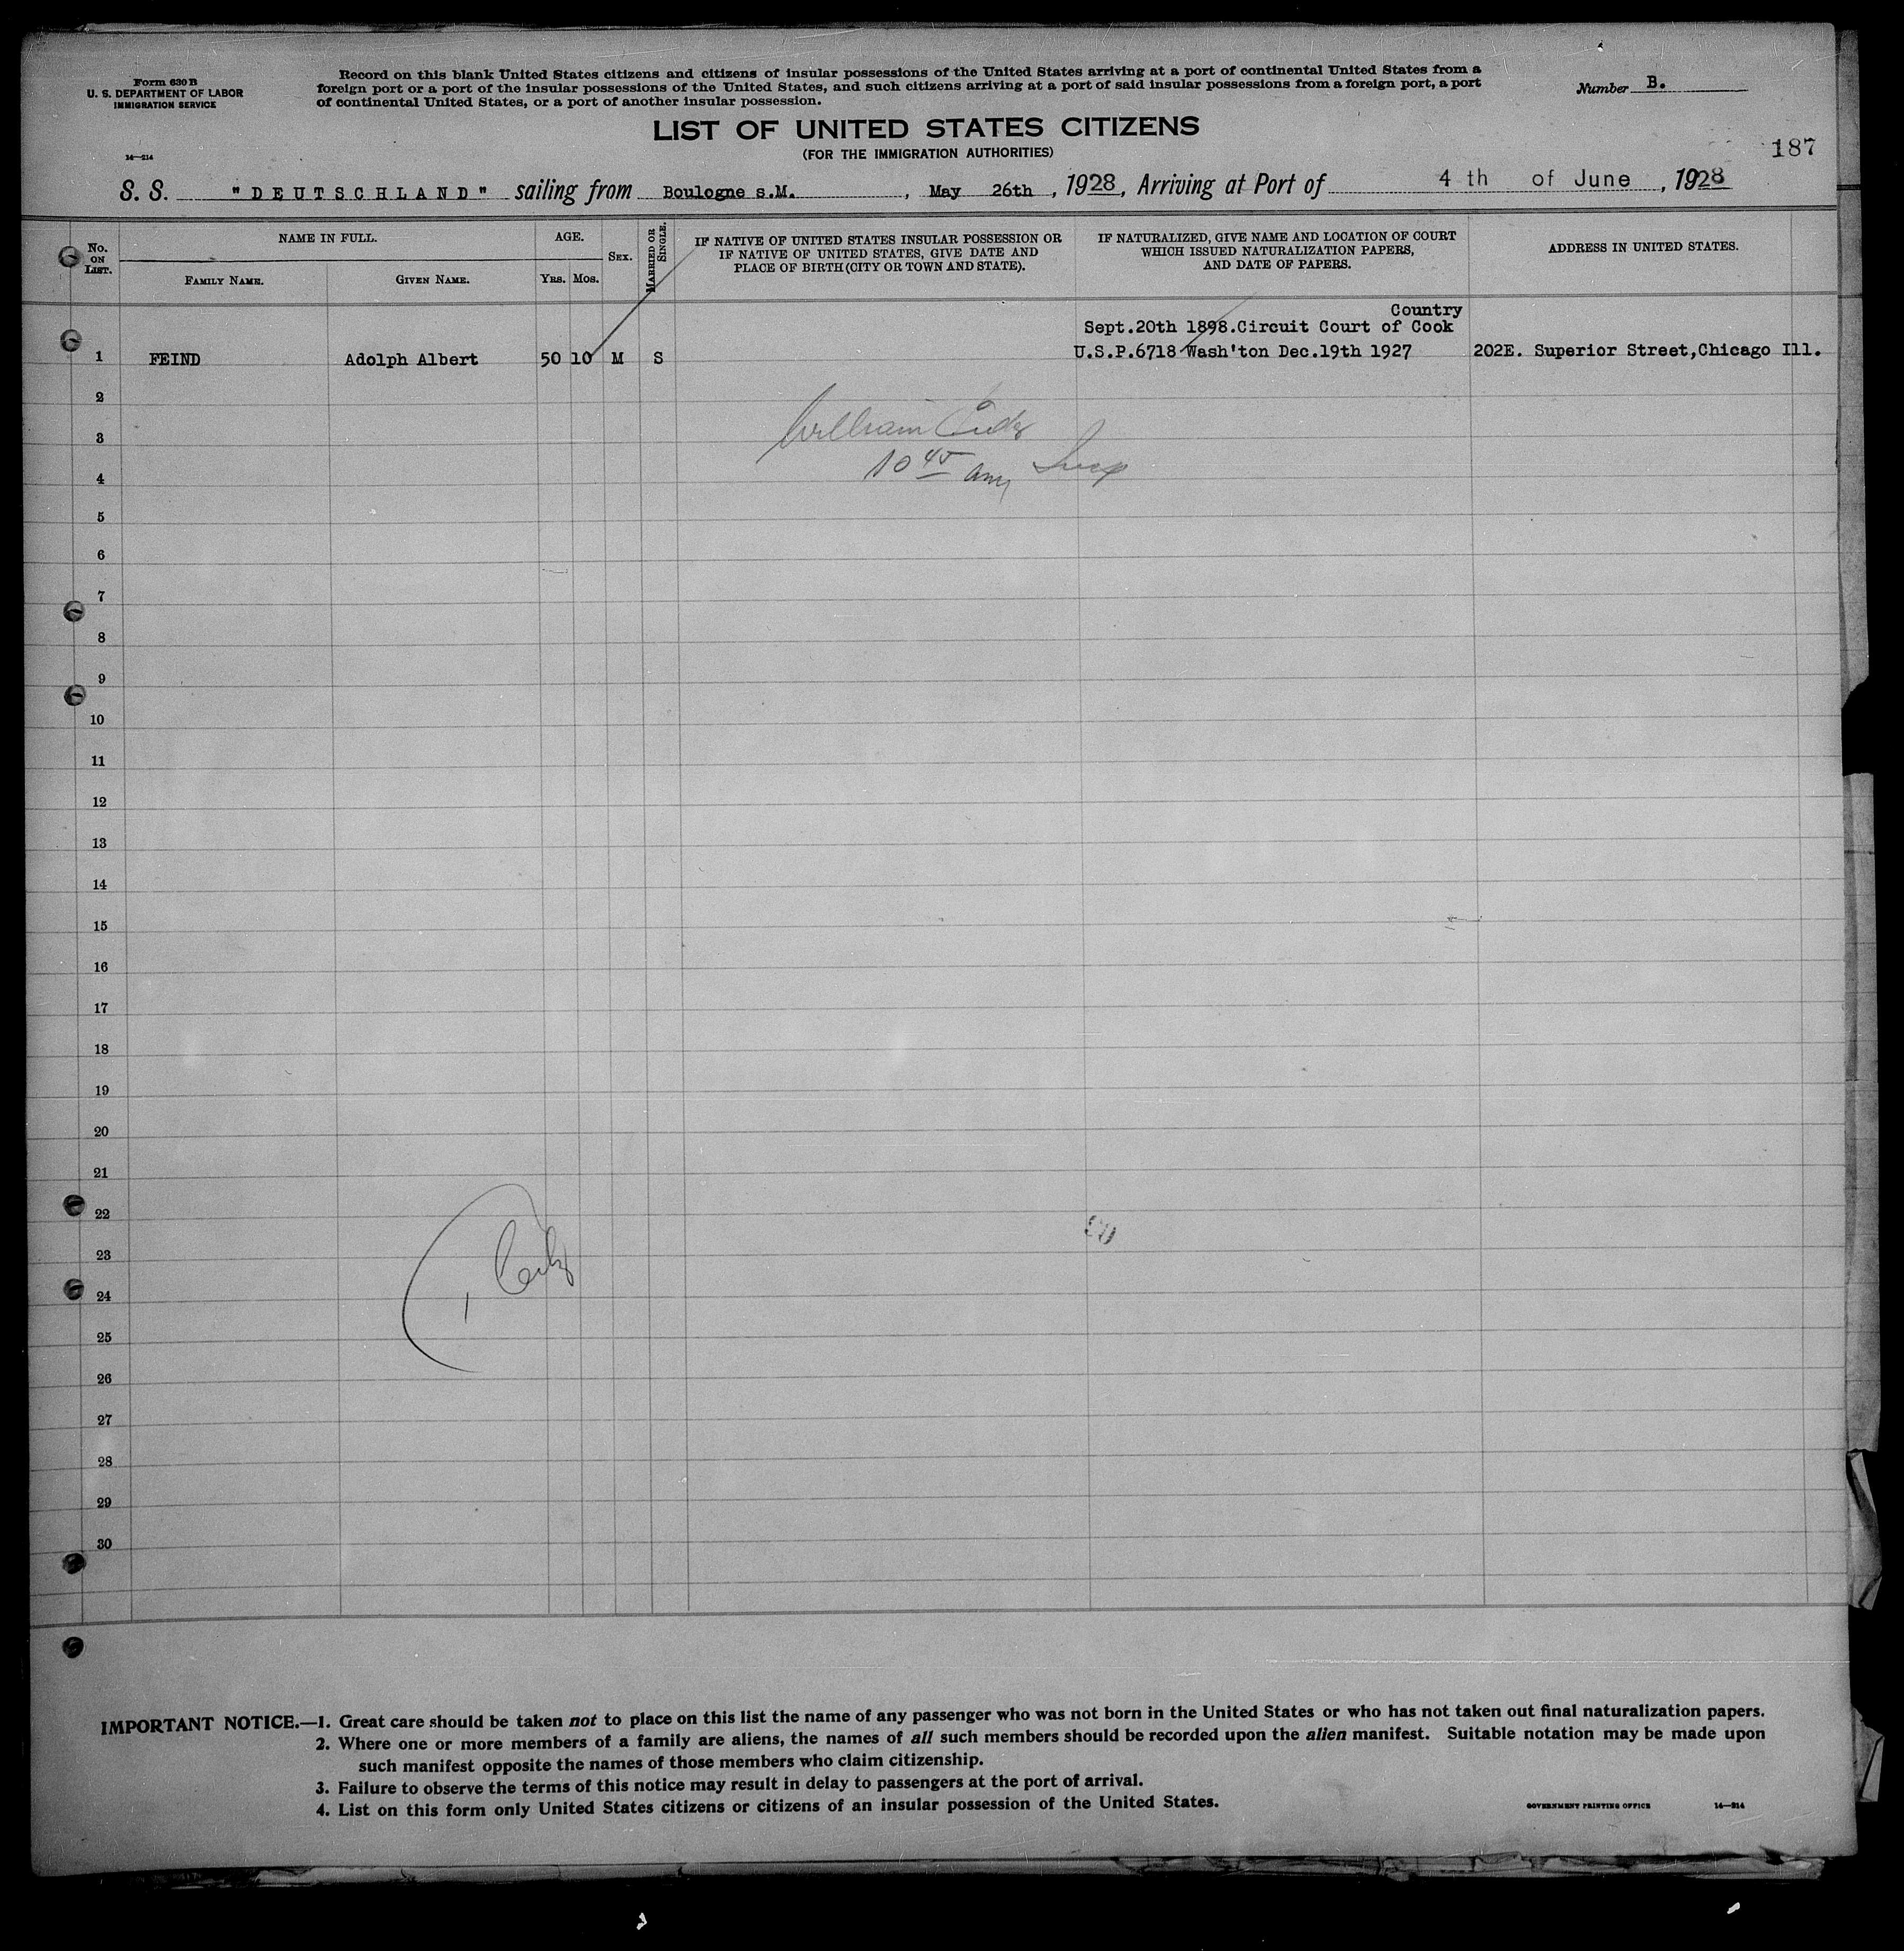 Form 630 B
U. S. DEPARTMENT OF LABOR
IMMIGRATION SERVICE
14—214
Record on this blank United States citizens and citizens of insular possessions of the United States arriving at a port of continental United States from a
foreign port or a port of the insular possessions of the United States, and such citizens arriving at a port of said insular possessions from a foreign port, a port
of continental United States, or a port of another insular possession.
Number B.
LIST OF UNITED STATES CITIZENS
(FOR THE IMMIGRATION AUTHORITIES)
187
S. S. "DEUTSCHLAND" sailing from Boulogne s.M. , May 26th , 1928, Arriving at Port of 4 th of June , 1928
No. ON LIST.
NAME IN FULL.
FAMILY NAME.
GIVEN NAME.
AGE.
YRS. MOS.
SEX.
MARRIED OR SINGLE.
IF NATIVE OF UNITED STATES INSULAR POSSESSION OR
IF NATIVE OF UNITED STATES, GIVE DATE AND
PLACE OF BIRTH (CITY OR TOWN AND STATE).
IF NATURALIZED, GIVE NAME AND LOCATION OF COURT
WHICH ISSUED NATURALIZATION PAPERS,
AND DATE OF PAPERS.
ADDRESS IN UNITED STATES.
Country
Sept.20th 1898.Circuit Court of Cook
1 FEIND Adolph Albert 50 10 M S U.S.P.6718 Wash'ton Dec.19th 1927 202E. Superior Street,Chicago Ill.
2
William
3
10 45 am
4
5
6
7
8
9
10
11
12
13
14
15
16
17
18
19
20
21
22
23
24
25
26
27
28
29
30
IMPORTANT NOTICE.—1. Great care should be taken not to place on this list the name of any passenger who was not born in the United States or who has not taken out final naturalization papers.
2. Where one or more members of a family are aliens, the names of all such members should be recorded upon the alien manifest. Suitable notation may be made upon
such manifest opposite the names of those members who claim citizenship.
3. Failure to observe the terms of this notice may result in delay to passengers at the port of arrival.
4. List on this form only United States citizens or citizens of an insular possession of the United States.
GOVERNMENT PRINTING OFFICE 14—214